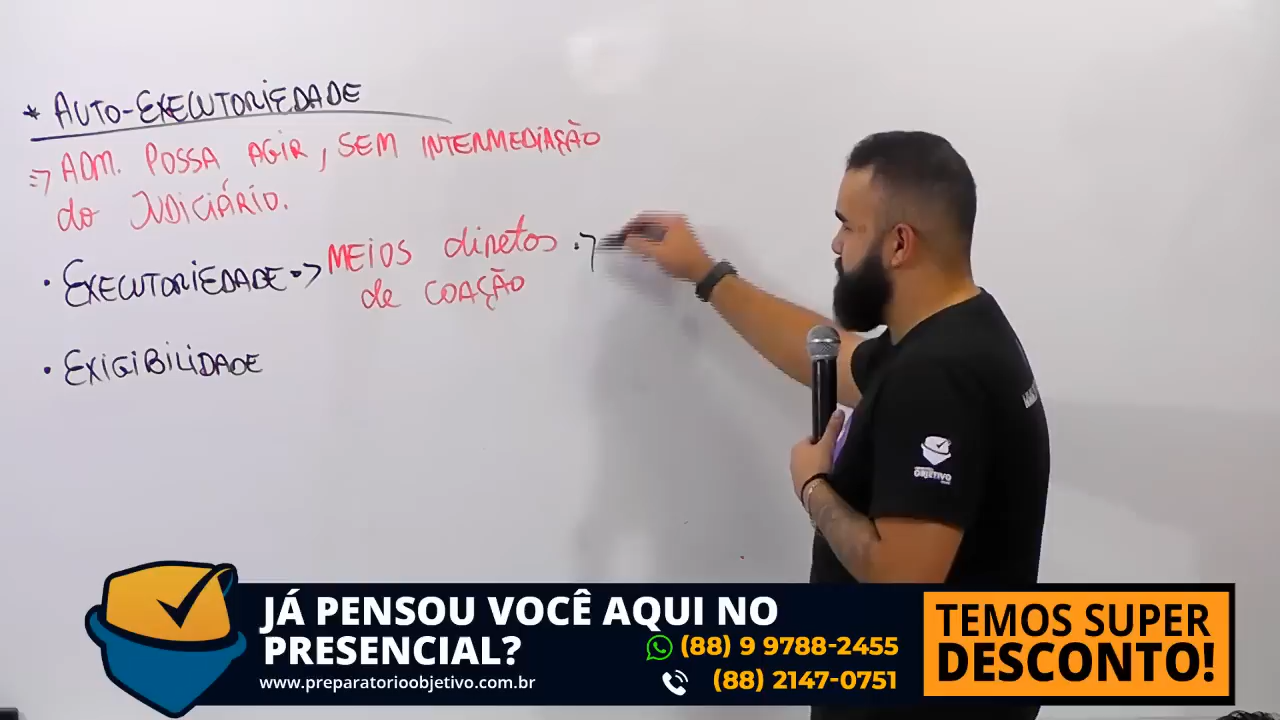 * AUTO-EXECUTORIEDADE
=> ADM. POSSA AGIR, SEM INTERMEDIAÇÃO
do JUDICIÁRIO.
• EXECUTORIEDADE •> MEIOS diretos •>
de COAÇÃO
• EXIGIBILIDADE
OBJETIVO
JÁ PENSOU VOCÊ AQUI NO
PRESENCIAL?
www.preparatorioobjetivo.com.br
(88) 9 9788-2455
(88) 2147-0751
TEMOS SUPER
DESCONTO!